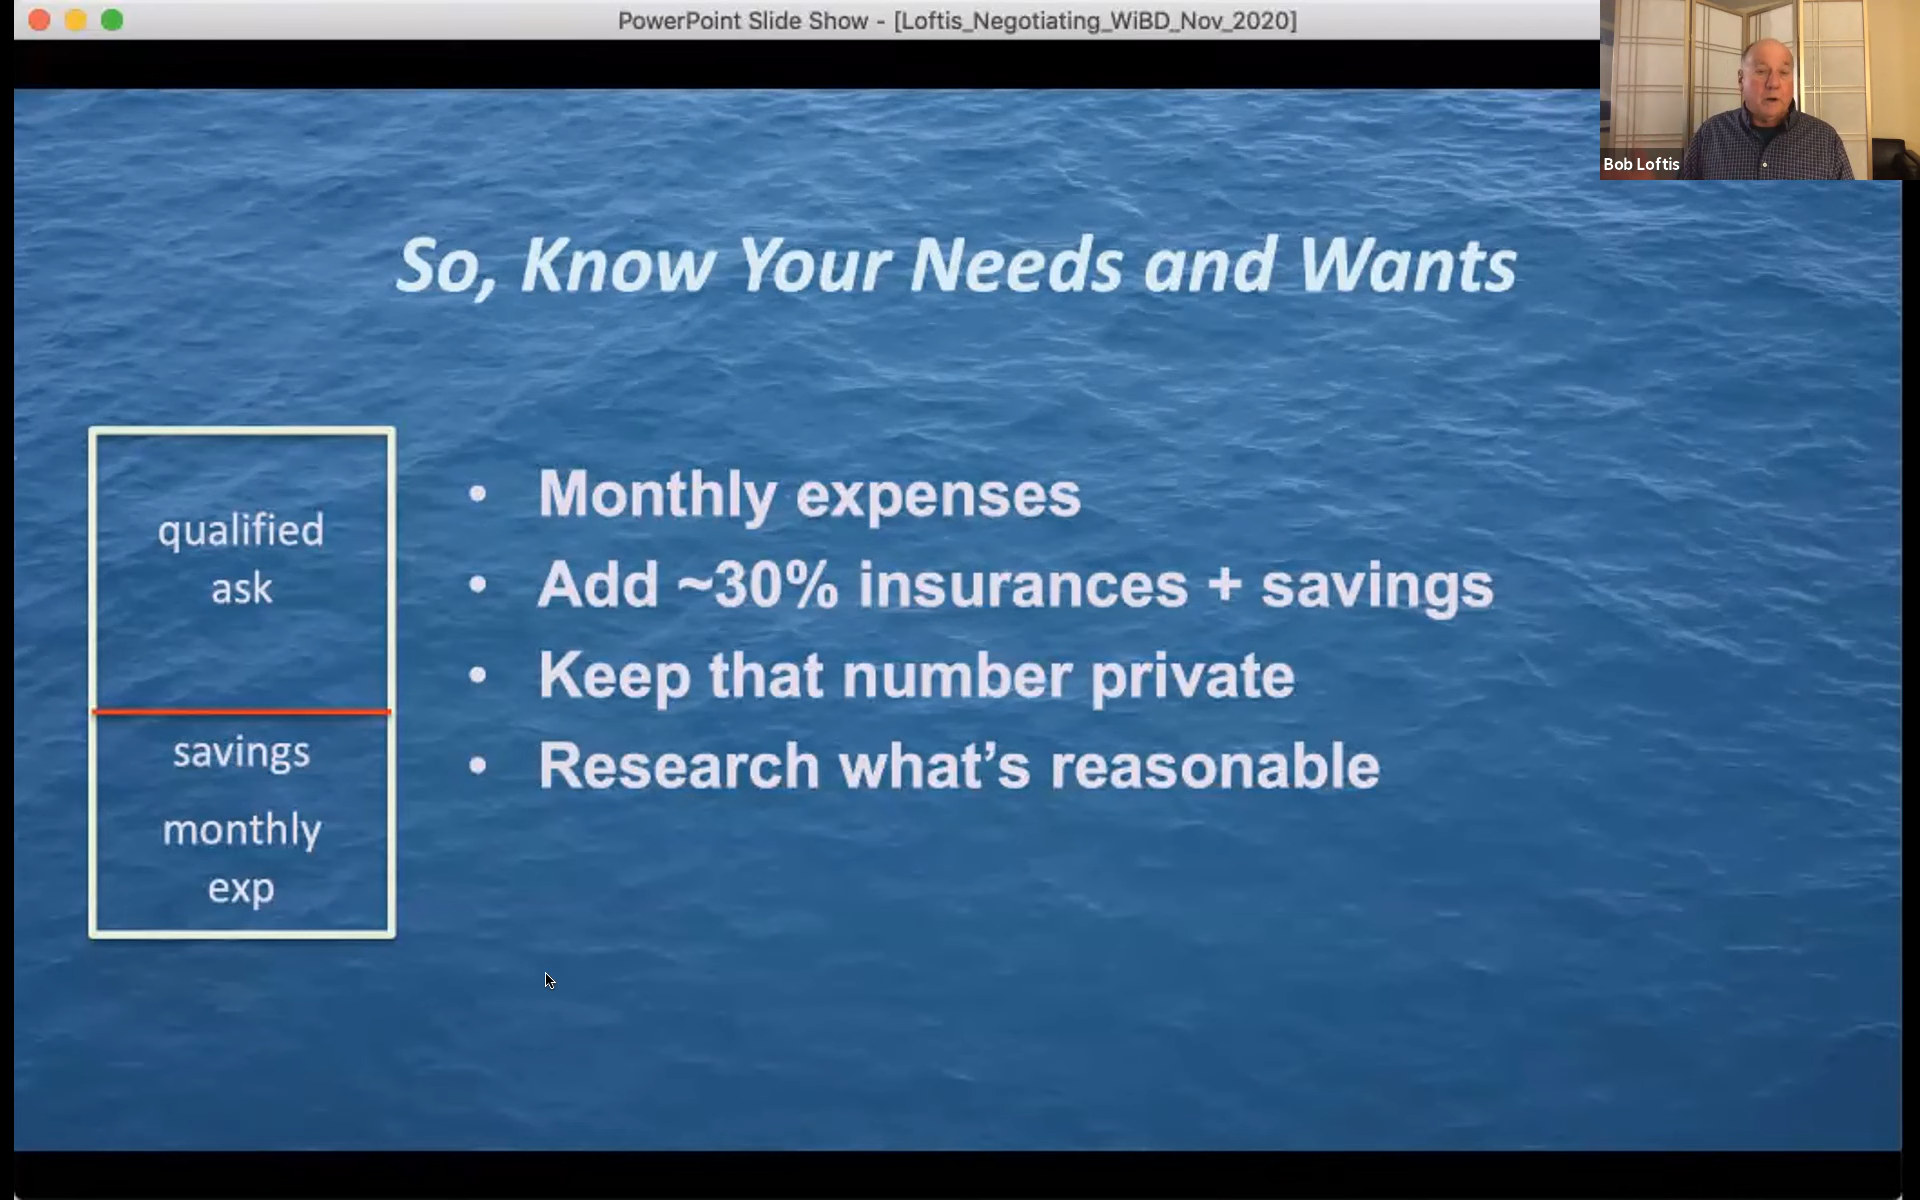 PowerPoint Slide Show - [Loftis_Negotiating_WiBD_Nov_2020]
Bob Loftis
So, Know Your Needs and Wants
qualified
ask
savings
monthly
exp
• Monthly expenses
• Add ~30% insurances + savings
• Keep that number private
• Research what’s reasonable